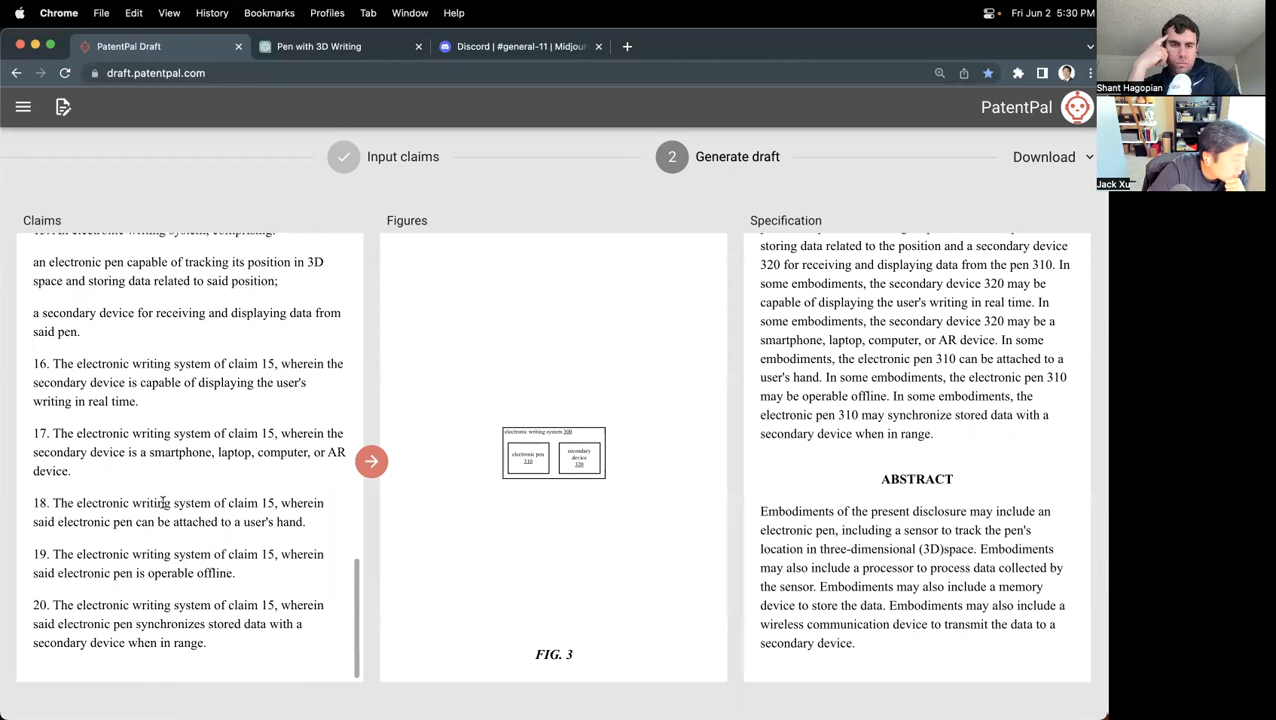 Chrome File Edit View History Bookmarks Profiles Tab Window Help Fri Jun 2 5:30 PM
PatentPal Draft Pen with 3D Writing Discord | #general-11 | Midjou
draft.patentpal.com
PatentPal
Input claims 2 Generate draft Download
Claims
an electronic pen capable of tracking its position in 3D
space and storing data related to said position;
a secondary device for receiving and displaying data from
said pen.
16. The electronic writing system of claim 15, wherein the
secondary device is capable of displaying the user's
writing in real time.
17. The electronic writing system of claim 15, wherein the
secondary device is a smartphone, laptop, computer, or AR
device.
18. The electronic writing system of claim 15, wherein
said electronic pen can be attached to a user's hand.
19. The electronic writing system of claim 15, wherein
said electronic pen is operable offline.
20. The electronic writing system of claim 15, wherein
said electronic pen synchronizes stored data with a
secondary device when in range.
Figures
electronic writing system 300
electronic pen
310
secondary
device
320
FIG. 3
Specification
storing data related to the position and a secondary device
320 for receiving and displaying data from the pen 310. In
some embodiments, the secondary device 320 may be
capable of displaying the user's writing in real time. In
some embodiments, the secondary device 320 may be a
smartphone, laptop, computer, or AR device. In some
embodiments, the electronic pen 310 can be attached to a
user's hand. In some embodiments, the electronic pen 310
may be operable offline. In some embodiments, the
electronic pen 310 may synchronize stored data with a
secondary device when in range.
ABSTRACT
Embodiments of the present disclosure may include an
electronic pen, including a sensor to track the pen's
location in three-dimensional (3D)space. Embodiments
may also include a processor to process data collected by
the sensor. Embodiments may also include a memory
device to store the data. Embodiments may also include a
wireless communication device to transmit the data to a
secondary device.
Shant Hagopian
Jack Xu